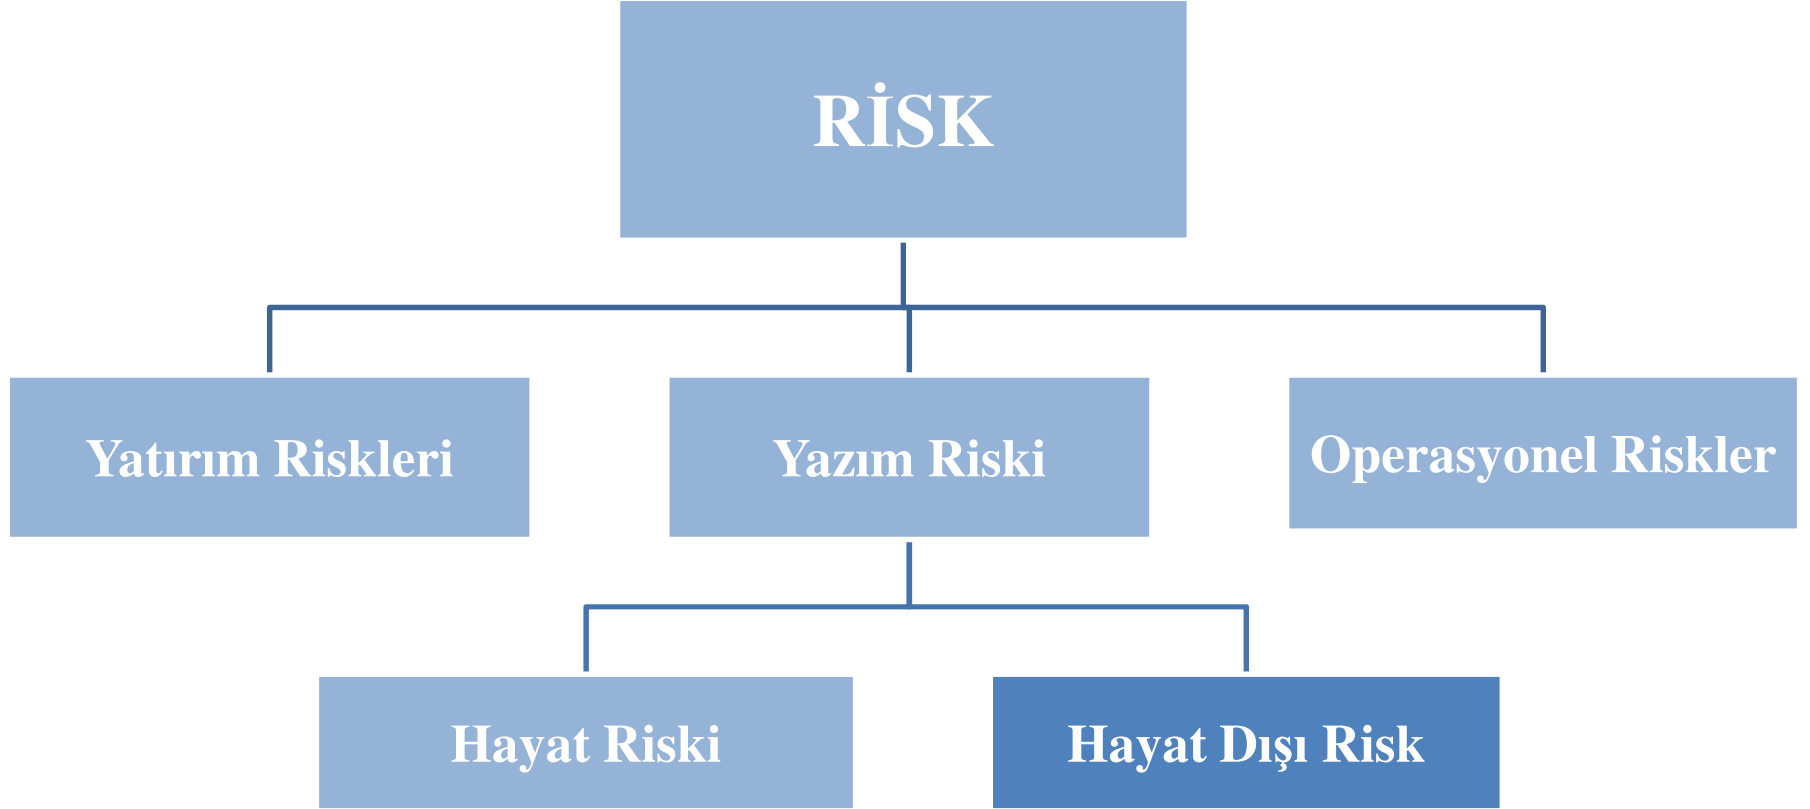 RİSK
Yatırım Riskleri
Yazım Riski
Operasyonel Riskler
Hayat Riski
Hayat Dışı Risk